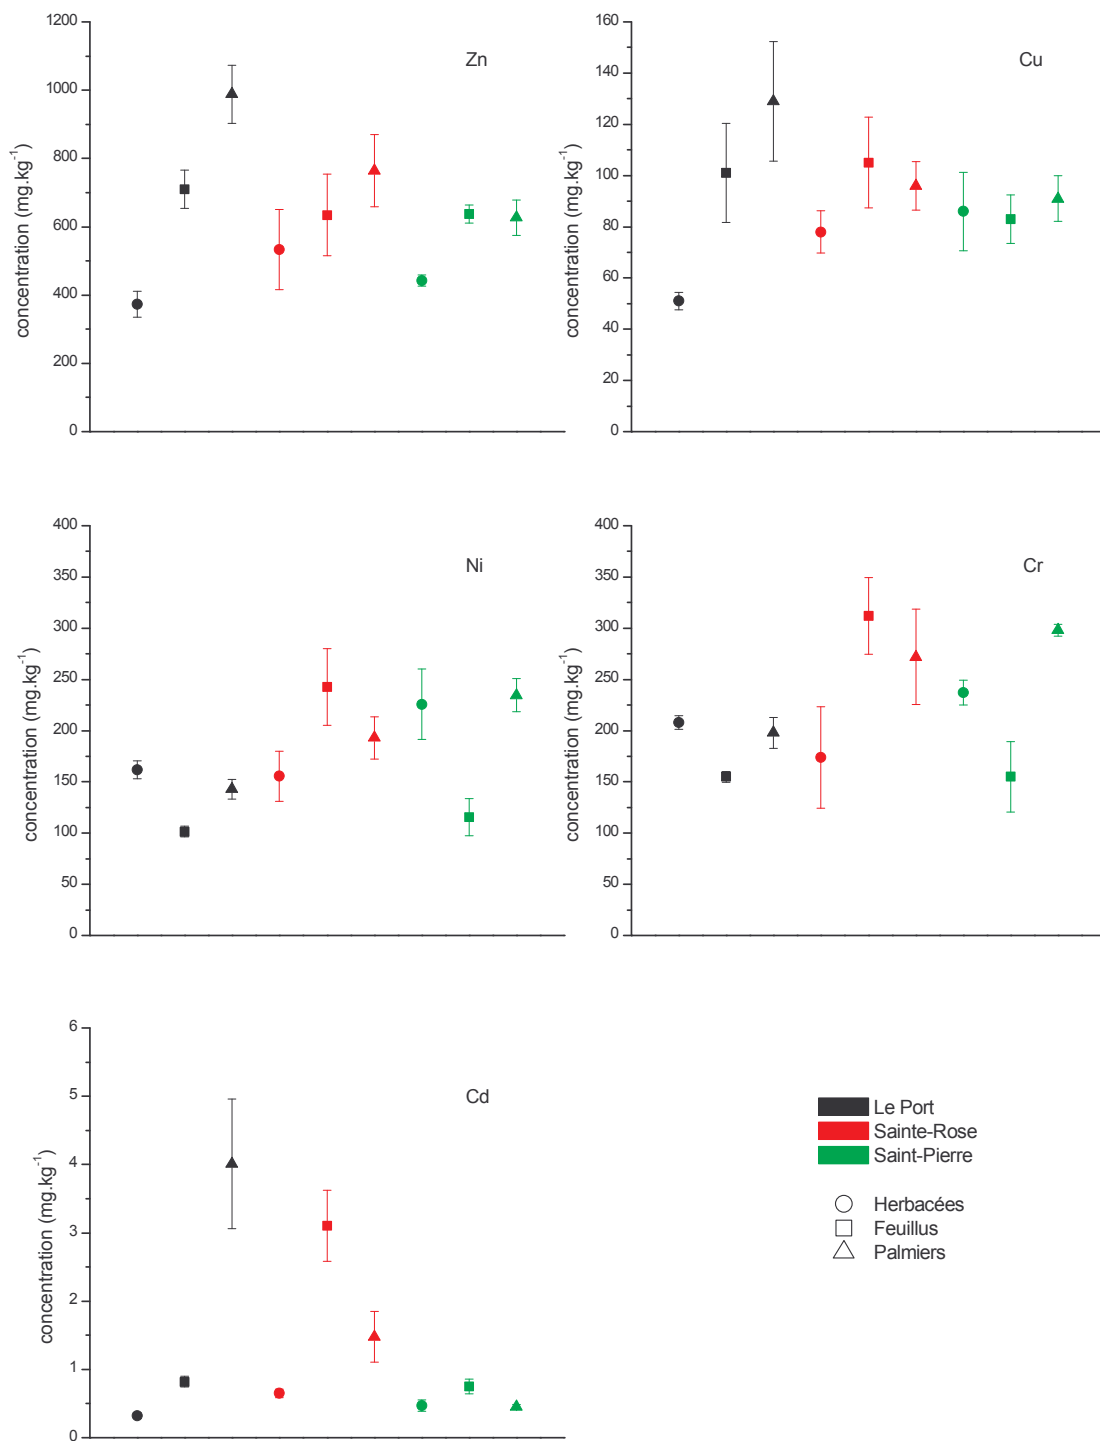 Zn
concentration (mg.kg⁻¹)
1200
1000
800
600
400
200
0
Cu
concentration (mg.kg⁻¹)
160
140
120
100
80
60
40
20
0
Ni
concentration (mg.kg⁻¹)
400
350
300
250
200
150
100
50
0
Cr
concentration (mg.kg⁻¹)
400
350
300
250
200
150
100
50
0
Cd
concentration (mg.kg⁻¹)
6
5
4
3
2
1
0
Le Port
Sainte-Rose
Saint-Pierre
Herbacées
Feuillus
Palmiers